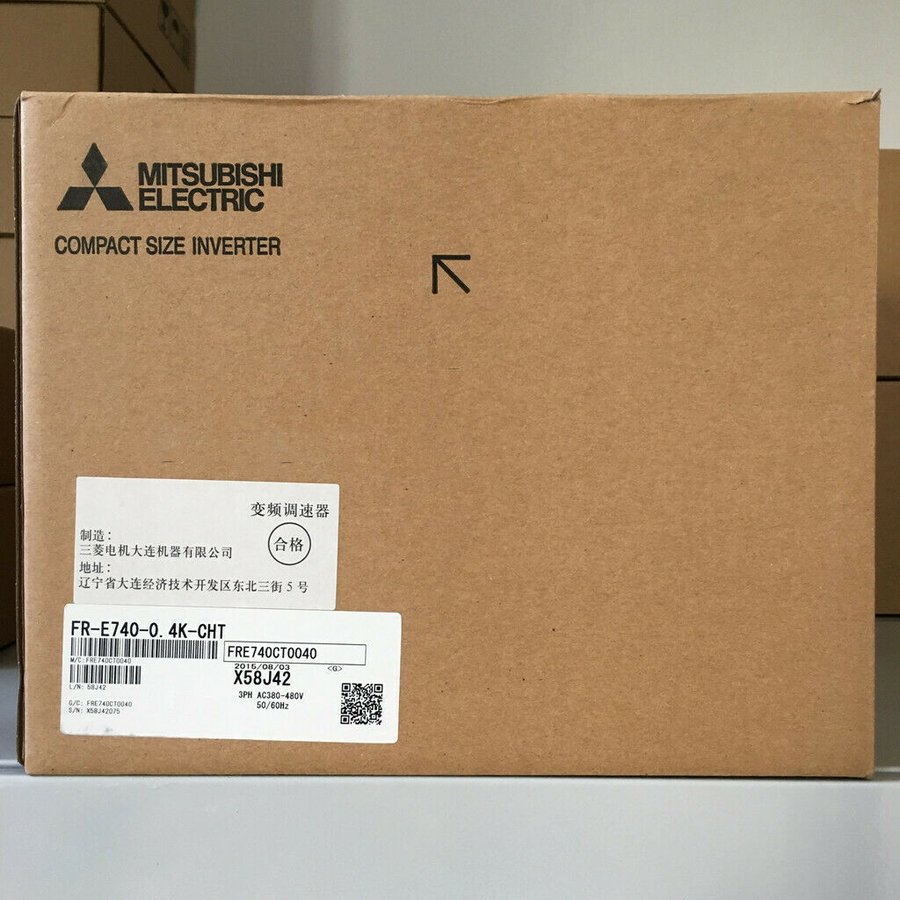 MITSUBISHI
ELECTRIC
COMPACT SIZE INVERTER
变频调速器
制造：
三菱电机大连机器有限公司
合格
地址：
辽宁省大连经济技术开发区东北三街 5 号
FR-E740-0.4K-CHT
FRE740CT0040
M/C:FRE740CT0040
2015/08/03 <G>
X58J42
L/N: 58J42
3PH AC380-480V
50/60Hz
G/C: FRE740CT0040
S/N: X58J42075